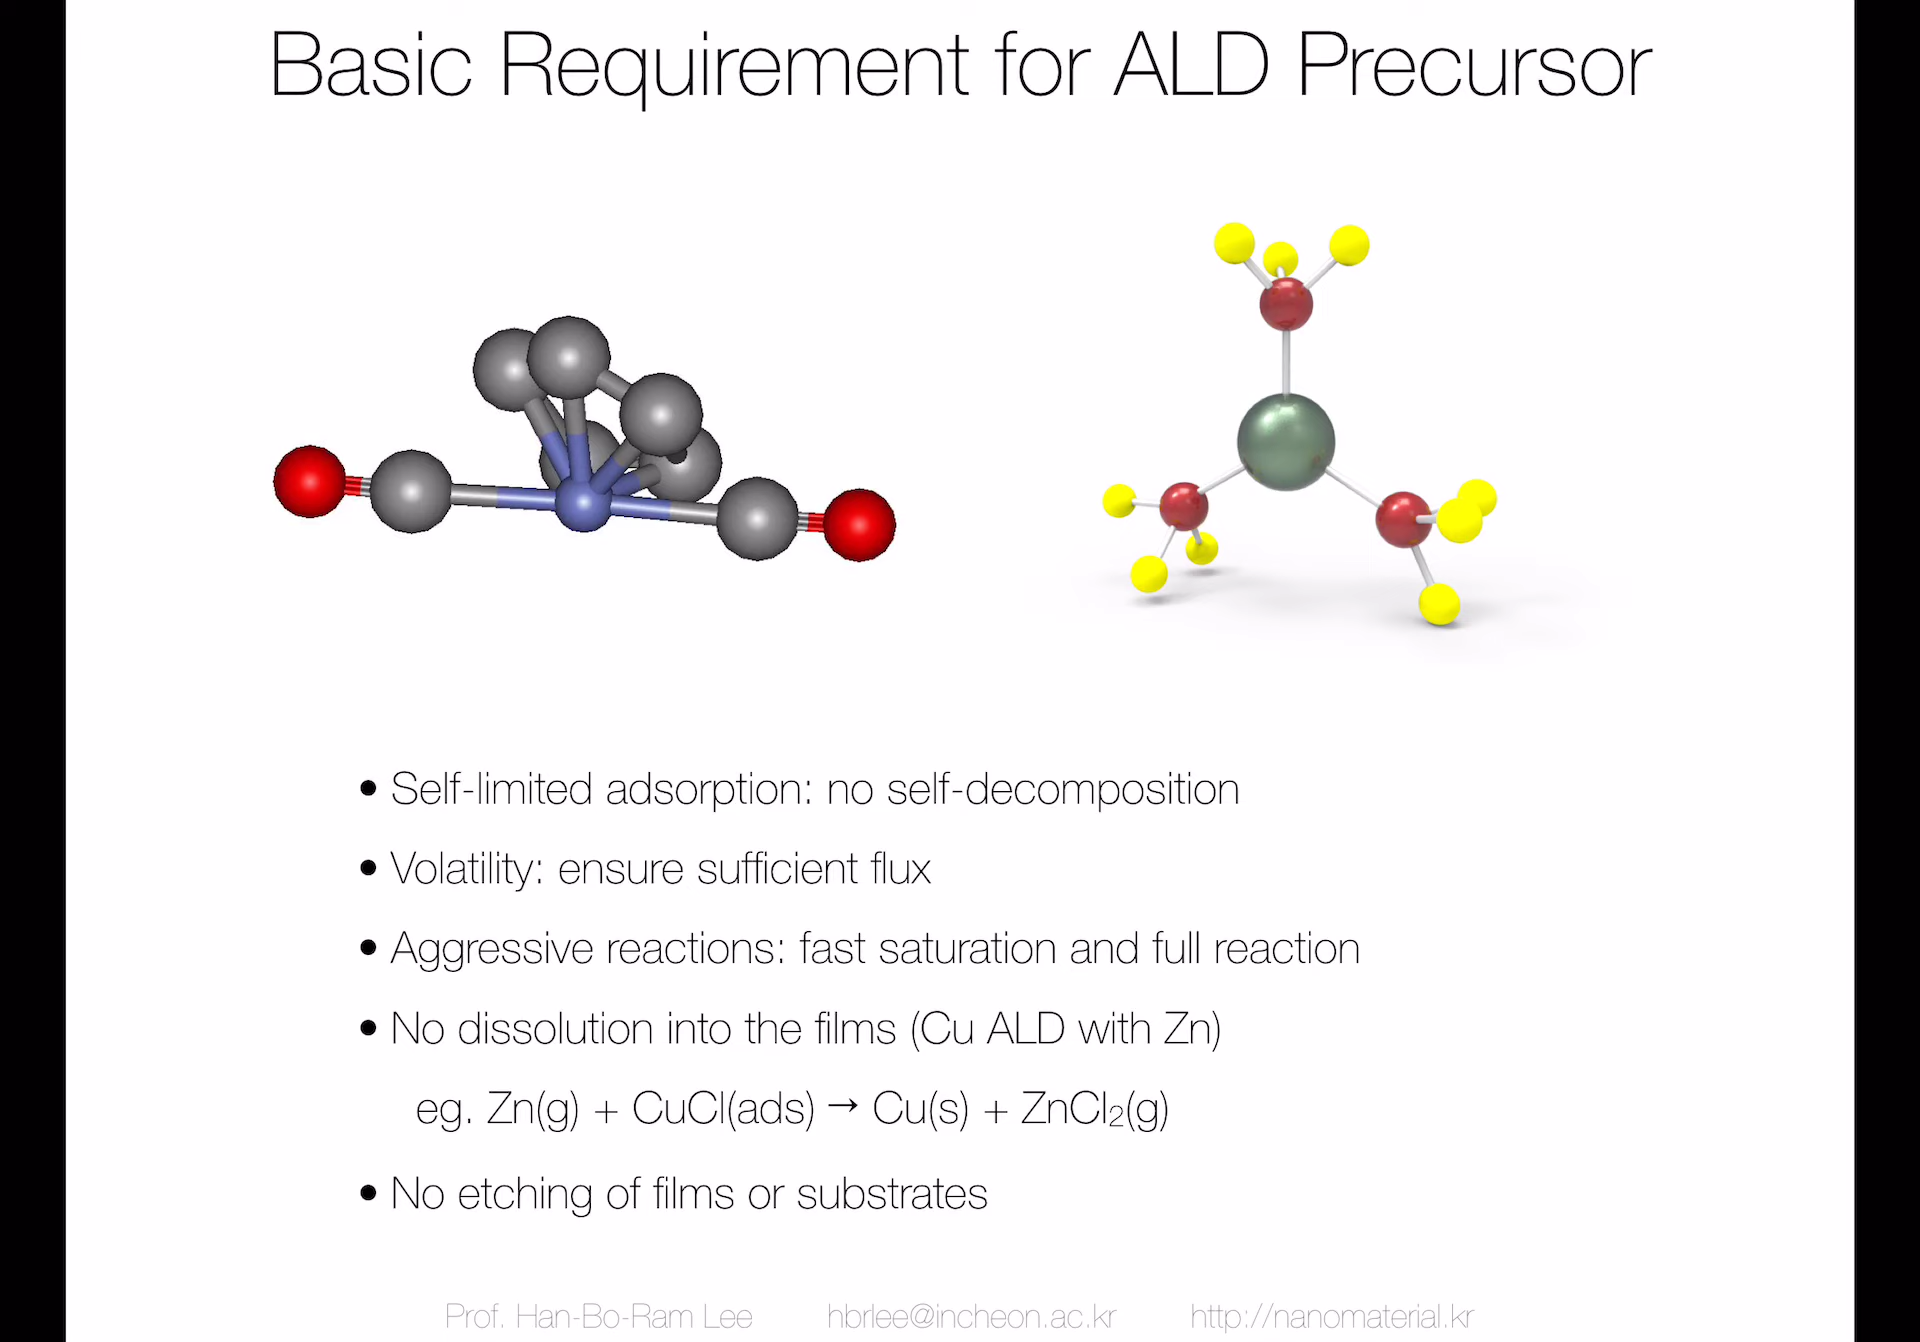 Basic Requirement for ALD Precursor
• Self-limited adsorption: no self-decomposition
• Volatility: ensure sufficient flux
• Aggressive reactions: fast saturation and full reaction
• No dissolution into the films (Cu ALD with Zn)
eg. Zn(g) + CuCl(ads) → Cu(s) + ZnCl₂(g)
• No etching of films or substrates
Prof. Han-Bo-Ram Lee hbrlee@incheon.ac.kr http://nanomaterial.kr